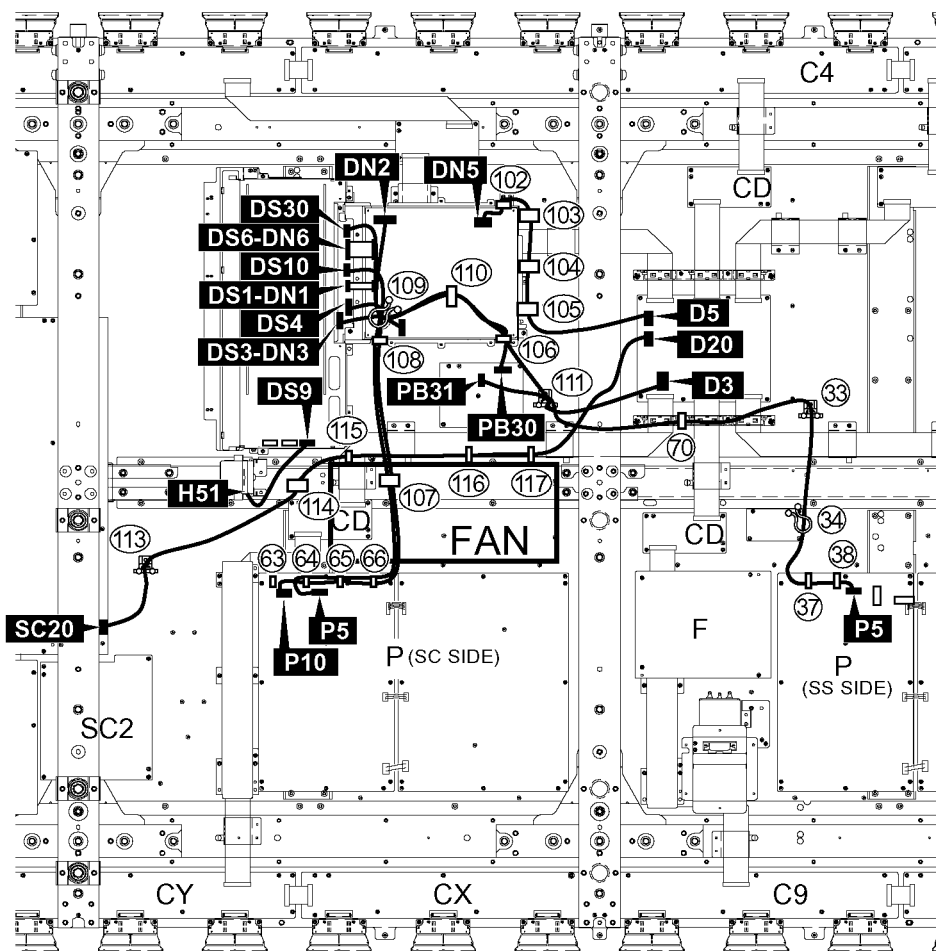 C4
DN2
DN5
102
CD
DS30
103
DS6-DN6
DS10
110
104
DS1-DN1
109
DS4
105
D5
DS3-DN3
108
106
D20
PB31
111
D3
33
DS9
115
PB30
70
H51
114
107
116
117
CD
FAN
CD
34
113
63
64
65
66
38
37
SC20
P5
P10
P (SC SIDE)
F
P5
P
(SS SIDE)
SC2
CY
CX
C9